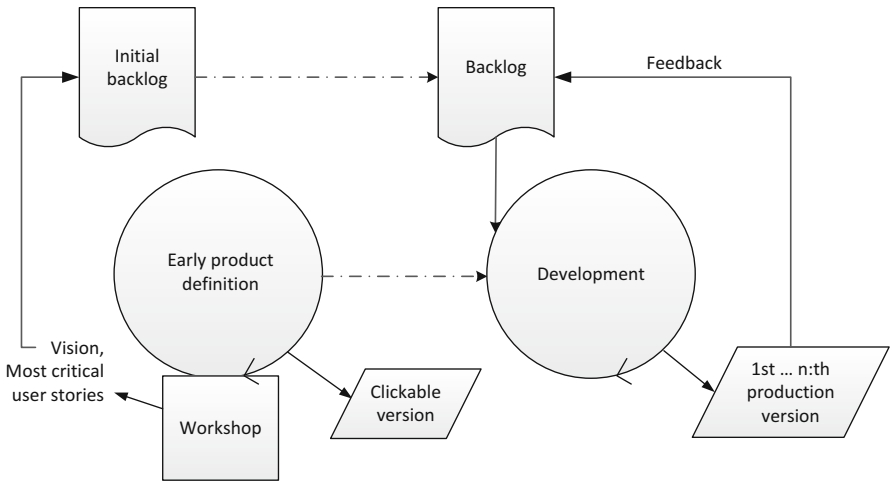 Initial
backlog
Backlog
Feedback
Early product
definition
Development
Vision,
Most critical
user stories
Workshop
Clickable
version
1st ... n:th
production
version